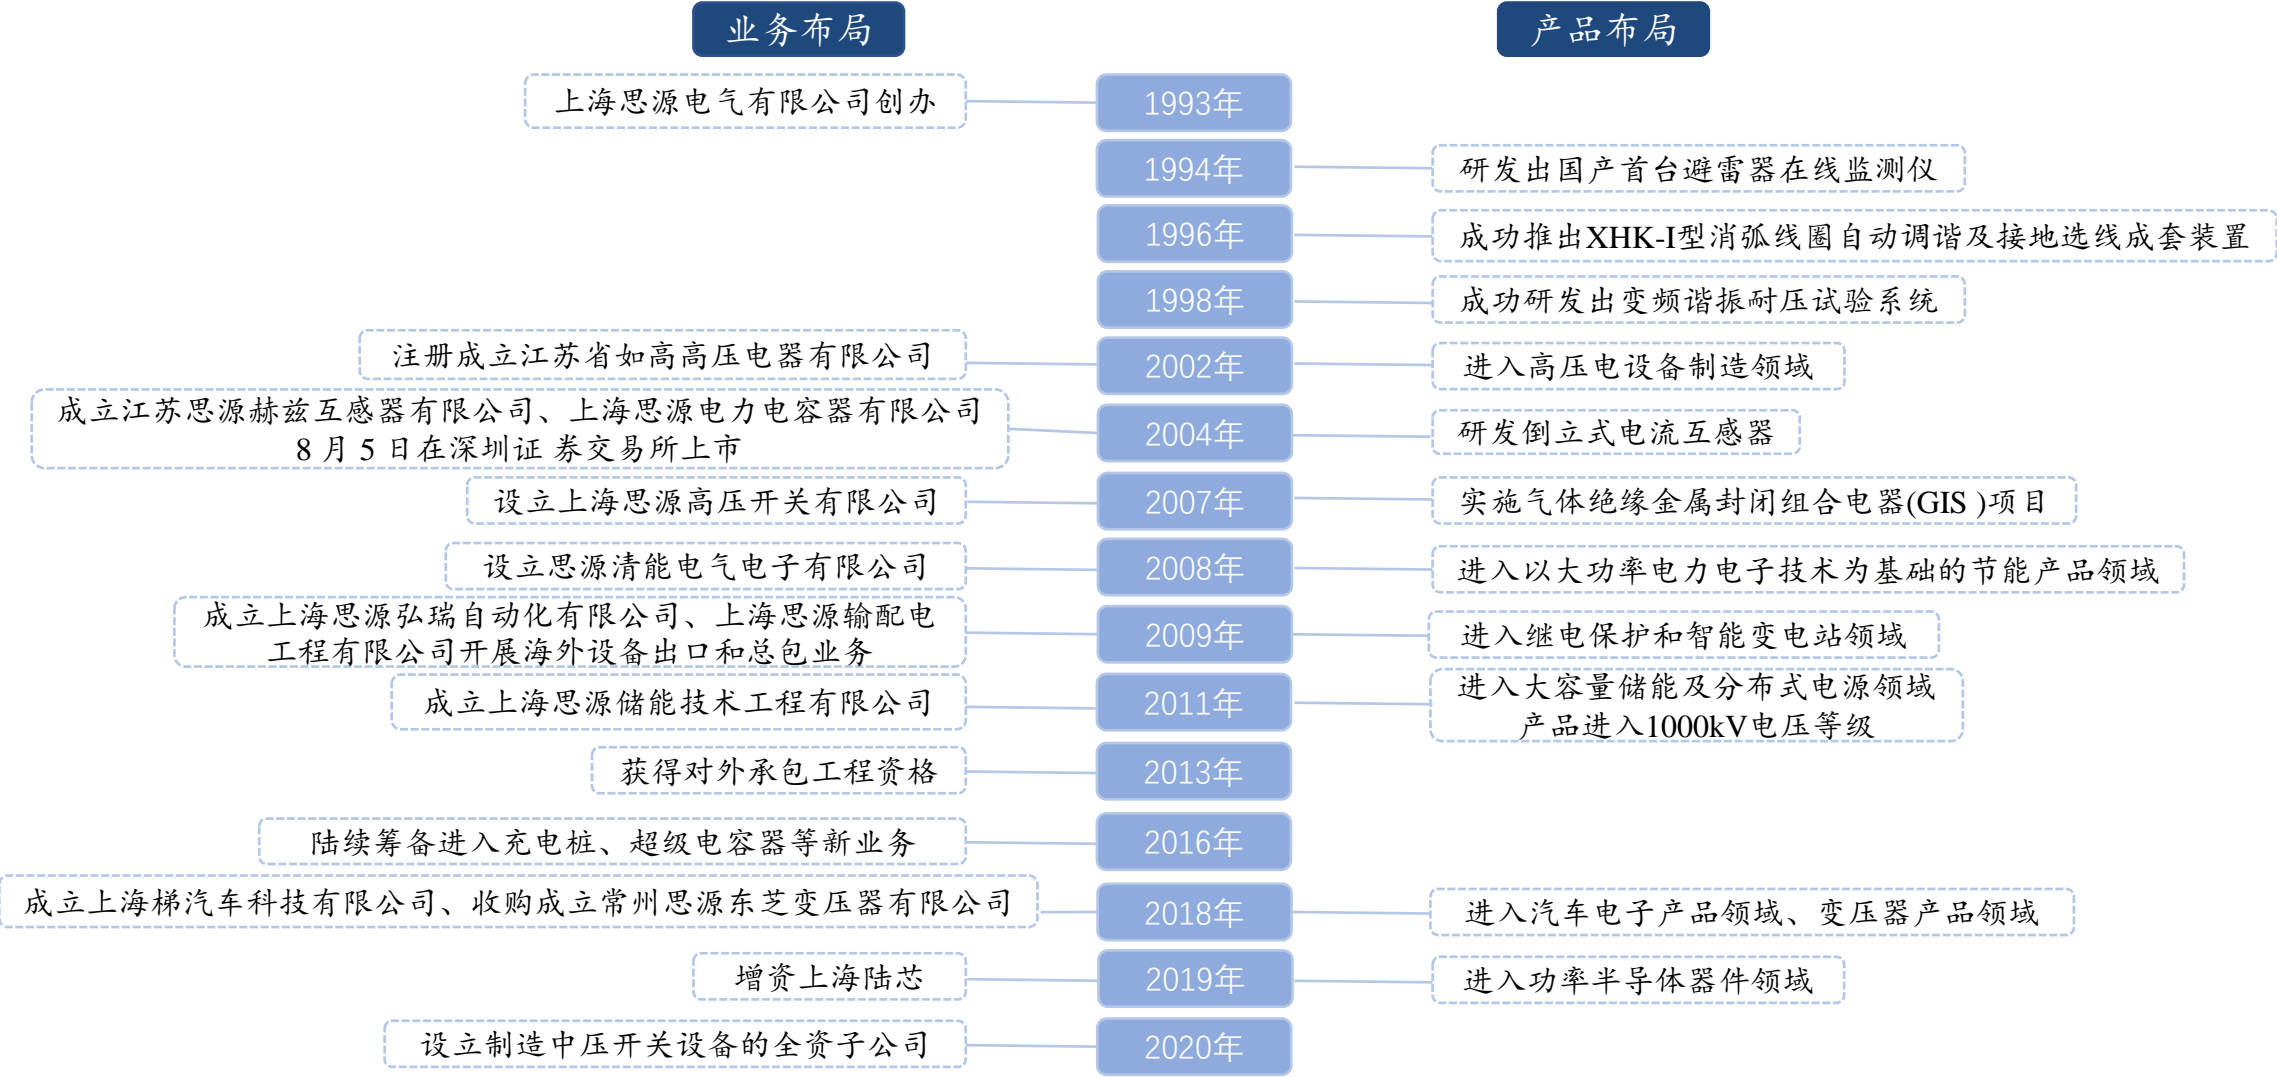 业务布局
产品布局
上海思源电气有限公司创办
1993年
1994年
研发出国产首台避雷器在线监测仪
1996年
成功推出XHK-I型消弧线圈自动调谐及接地选线成套装置
1998年
成功研发出变频谐振耐压试验系统
注册成立江苏省如高高压电器有限公司
2002年
进入高压电设备制造领域
成立江苏思源赫兹互感器有限公司、上海思源电力电容器有限公司
8 月 5 日在深圳证 券交易所上市
2004年
研发倒立式电流互感器
设立上海思源高压开关有限公司
2007年
实施气体绝缘金属封闭组合电器(GIS )项目
设立思源清能电气电子有限公司
2008年
进入以大功率电力电子技术为基础的节能产品领域
成立上海思源弘瑞自动化有限公司、上海思源输配电
工程有限公司开展海外设备出口和总包业务
2009年
进入继电保护和智能变电站领域
成立上海思源储能技术工程有限公司
2011年
进入大容量储能及分布式电源领域
产品进入1000kV电压等级
获得对外承包工程资格
2013年
陆续筹备进入充电桩、超级电容器等新业务
2016年
成立上海梯汽车科技有限公司、收购成立常州思源东芝变压器有限公司
2018年
进入汽车电子产品领域、变压器产品领域
增资上海陆芯
2019年
进入功率半导体器件领域
设立制造中压开关设备的全资子公司
2020年